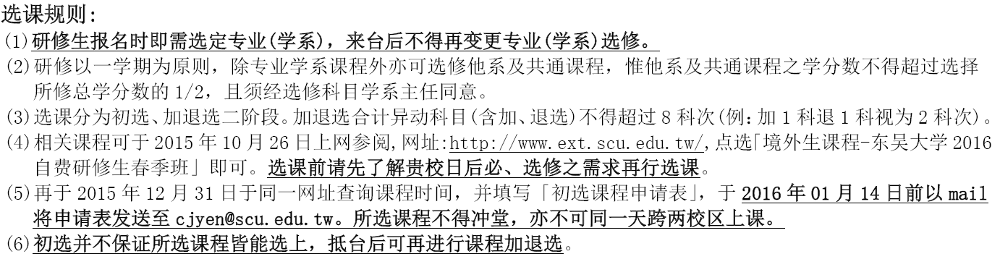 选课规则:
(1)研修生报名时即需选定专业(学系)，来台后不得再变更专业(学系)选修。
(2)研修以一学期为原则，除专业学系课程外亦可选修他系及共通课程，惟他系及共通课程之学分数不得超过选择
所修总学分数的 1/2，且须经选修科目学系主任同意。
(3)选课分为初选、加退选二阶段。加退选合计异动科目(含加、退选)不得超过 8 科次(例:加 1 科退 1 科视为 2 科次)。
(4)相关课程可于 2015 年 10 月 26 日上网参阅,网址:http://www.ext.scu.edu.tw/,点选「境外生课程-东吴大学 2016
自费研修生春季班」即可。选课前请先了解贵校日后必、选修之需求再行选课。
(5)再于 2015 年 12 月 31 日于同一网址查询课程时间，并填写「初选课程申请表」，于 2016 年 01 月 14 日前以 mail
将申请表发送至 cjyen@scu.edu.tw。所选课程不得冲堂，亦不可同一天跨两校区上课。
(6)初选并不保证所选课程皆能选上，抵台后可再进行课程加退选。